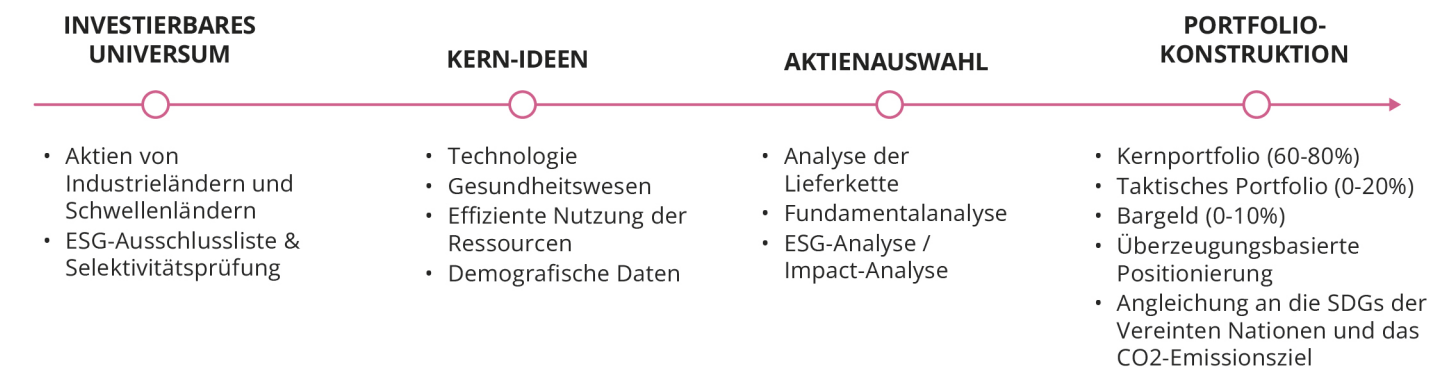 INVESTIERBARES
UNIVERSUM
• Aktien von
Industrieländern und
Schwellenländern
• ESG-Ausschlussliste &
Selektivitätsprüfung
KERN-IDEEN
• Technologie
• Gesundheitswesen
• Effiziente Nutzung der
Ressourcen
• Demografische Daten
AKTIENAUSWAHL
• Analyse der
Lieferkette
• Fundamentalanalyse
• ESG-Analyse /
Impact-Analyse
PORTFOLIO-
KONSTRUKTION
• Kernportfolio (60-80%)
• Taktisches Portfolio (0-20%)
• Bargeld (0-10%)
• Überzeugungsbasierte
Positionierung
• Angleichung an die SDGs der
Vereinten Nationen und das
CO2-Emissionsziel